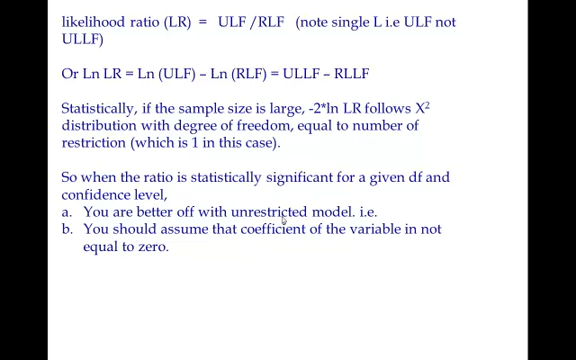 likelihood ratio (LR)  =  ULF /RLF  (note single L i.e ULF not
ULLF)
Or Ln LR = Ln (ULF) – Ln (RLF) = ULLF – RLLF
Statistically, if the sample size is large, -2*ln LR follows X²
distribution with degree of freedom, equal to number of
restriction (which is 1 in this case).
So when the ratio is statistically significant for a given df and
confidence level,
a. You are better off with unrestricted model. i.e.
b. You should assume that coefficient of the variable in not
equal to zero.